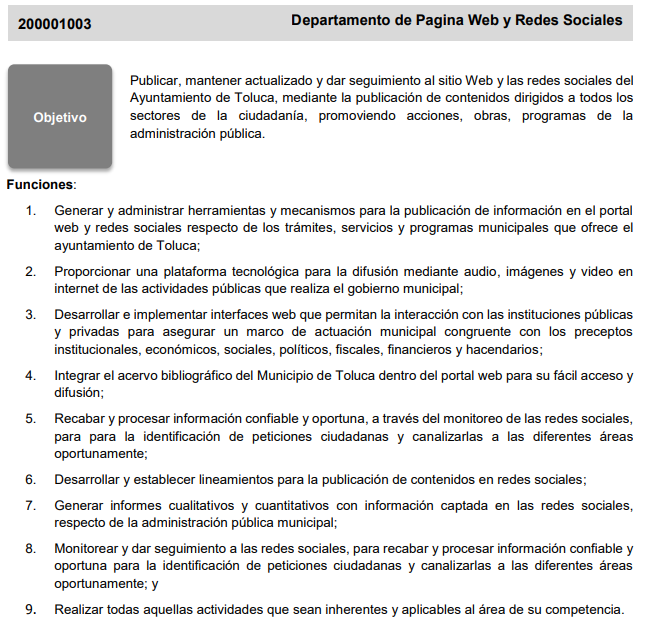 200001003
Departamento de Pagina Web y Redes Sociales
Objetivo
Publicar, mantener actualizado y dar seguimiento al sitio Web y las redes sociales del
Ayuntamiento de Toluca, mediante la publicación de contenidos dirigidos a todos los
sectores de la ciudadanía, promoviendo acciones, obras, programas de la
administración pública.
Funciones:
1. Generar y administrar herramientas y mecanismos para la publicación de información en el portal
web y redes sociales respecto de los trámites, servicios y programas municipales que ofrece el
ayuntamiento de Toluca;
2. Proporcionar una plataforma tecnológica para la difusión mediante audio, imágenes y video en
internet de las actividades públicas que realiza el gobierno municipal;
3. Desarrollar e implementar interfaces web que permitan la interacción con las instituciones públicas
y privadas para asegurar un marco de actuación municipal congruente con los preceptos
institucionales, económicos, sociales, políticos, fiscales, financieros y hacendarios;
4. Integrar el acervo bibliográfico del Municipio de Toluca dentro del portal web para su fácil acceso y
difusión;
5. Recabar y procesar información confiable y oportuna, a través del monitoreo de las redes sociales,
para para la identificación de peticiones ciudadanas y canalizarlas a las diferentes áreas
oportunamente;
6. Desarrollar y establecer lineamientos para la publicación de contenidos en redes sociales;
7. Generar informes cualitativos y cuantitativos con información captada en las redes sociales,
respecto de la administración pública municipal;
8. Monitorear y dar seguimiento a las redes sociales, para recabar y procesar información confiable y
oportuna para la identificación de peticiones ciudadanas y canalizarlas a las diferentes áreas
oportunamente; y
9. Realizar todas aquellas actividades que sean inherentes y aplicables al área de su competencia.